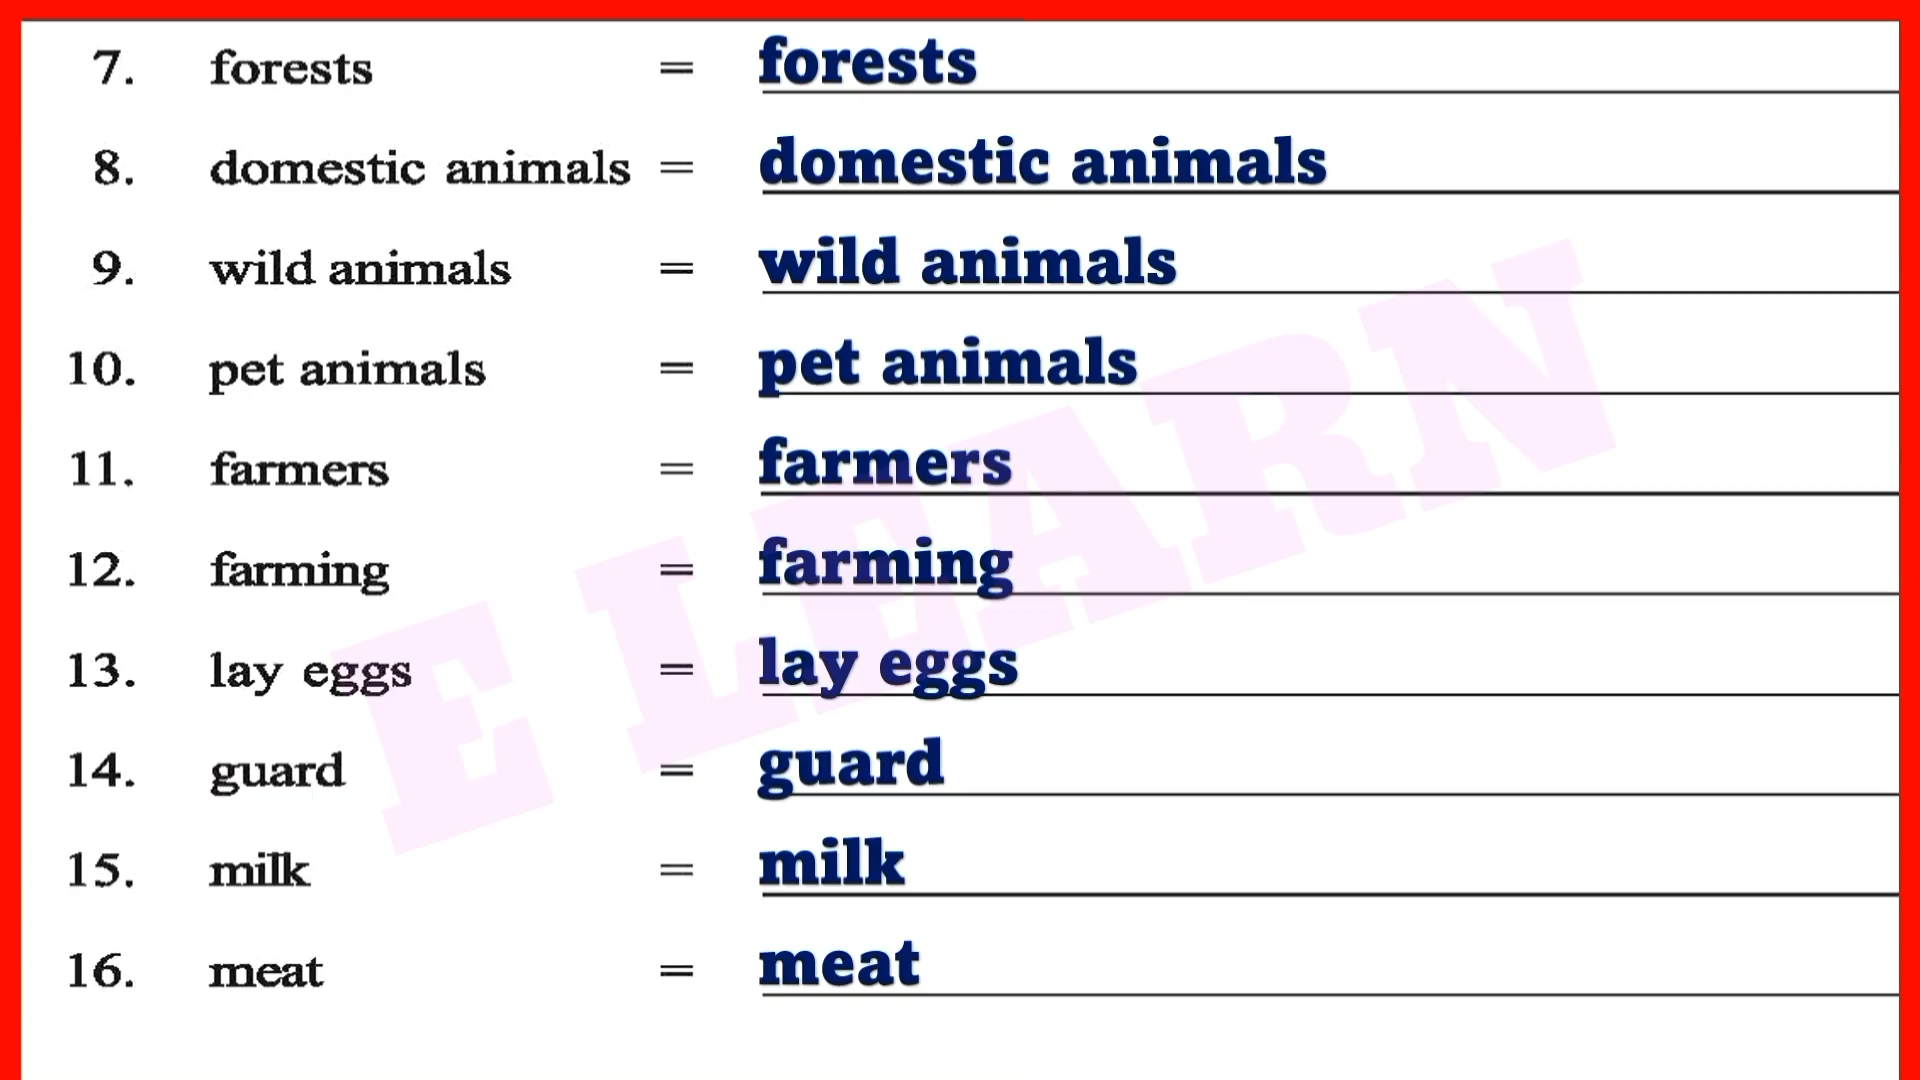 7. forests = forests
8. domestic animals = domestic animals
9. wild animals = wild animals
10. pet animals = pet animals
11. farmers = farmers
12. farming = farming
13. lay eggs = lay eggs
14. guard = guard
15. milk = milk
16. meat = meat
E LEARN